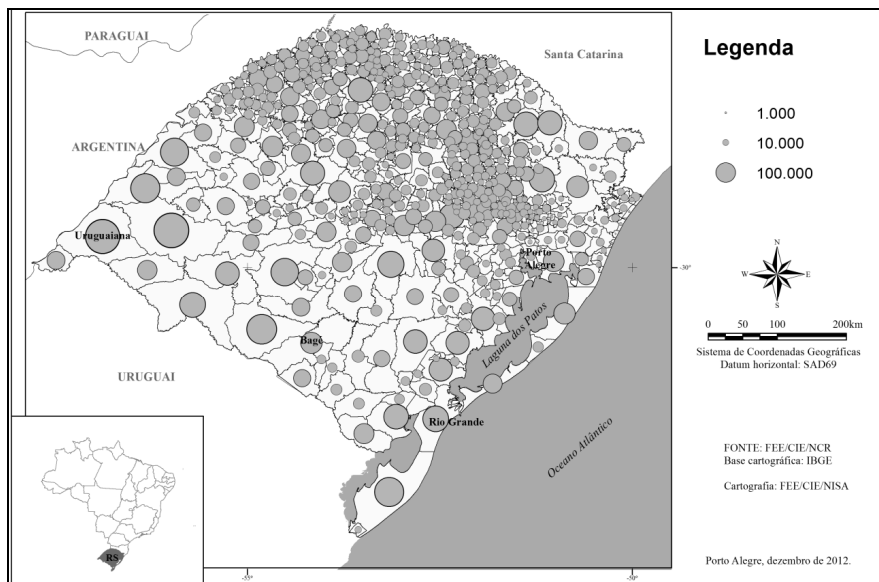 PARAGUAI
Santa Catarina
ARGENTINA
Uruguaiana
Porto
Alegre
Bagé
Laguna dos Patos
URUGUAI
Rio Grande
Oceano Atlântico
RS
-30°
-55°
-50°
Legenda
1.000
10.000
100.000
N
W
E
S
0 50 100 200km
Sistema de Coordenadas Geográficas
Datum horizontal: SAD69
FONTE: FEE/CIE/NCR
Base cartográfica: IBGE
Cartografia: FEE/CIE/NISA
Porto Alegre, dezembro de 2012.